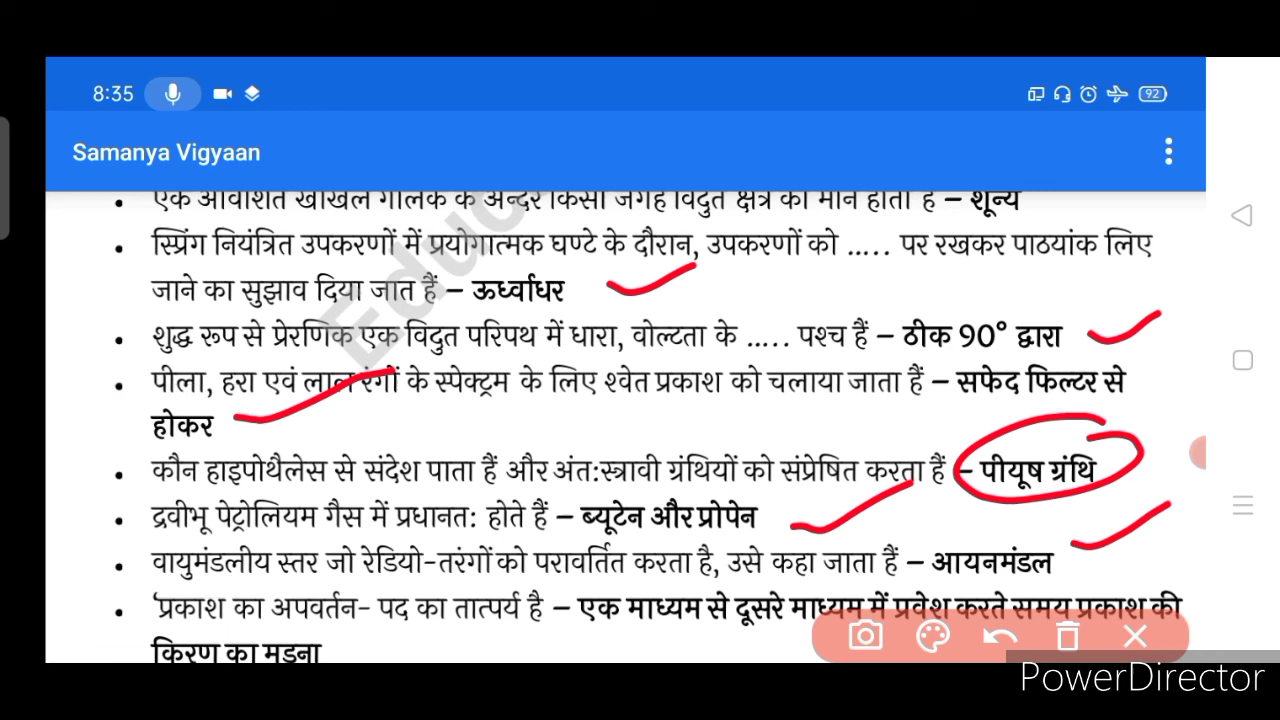 8:35
92
Samanya Vigyaan
एक आवेशित खोखले गोलक के अन्दर किसी जगह विदुत क्षेत्र का मान होता है – शून्य
स्प्रिंग नियंत्रित उपकरणों में प्रयोगात्मक घण्टे के दौरान, उपकरणों को ..... पर रखकर पाठयांक लिए
जाने का सुझाव दिया जात हैं – ऊर्ध्वाधर
शुद्ध रूप से प्रेरणिक एक विदुत परिपथ में धारा, वोल्टता के ..... पश्च हैं – ठीक 90° द्वारा
पीला, हरा एवं लाल रंगों के स्पेक्ट्रम के लिए श्वेत प्रकाश को चलाया जाता हैं – सफेद फिल्टर से
होकर
कौन हाइपोथैलेस से संदेश पाता हैं और अंत:स्त्रावी ग्रंथियों को संप्रेषित करता हैं – पीयूष ग्रंथि
द्रवीभू पेट्रोलियम गैस में प्रधानत: होते हैं – ब्यूटेन और प्रोपेन
वायुमंडलीय स्तर जो रेडियो-तरंगों को परावर्तित करता है, उसे कहा जाता हैं – आयनमंडल
'प्रकाश का अपवर्तन- पद का तात्पर्य है – एक माध्यम से दूसरे माध्यम में प्रवेश करते समय प्रकाश की
किरण का मुड़ना
Educ
PowerDirector